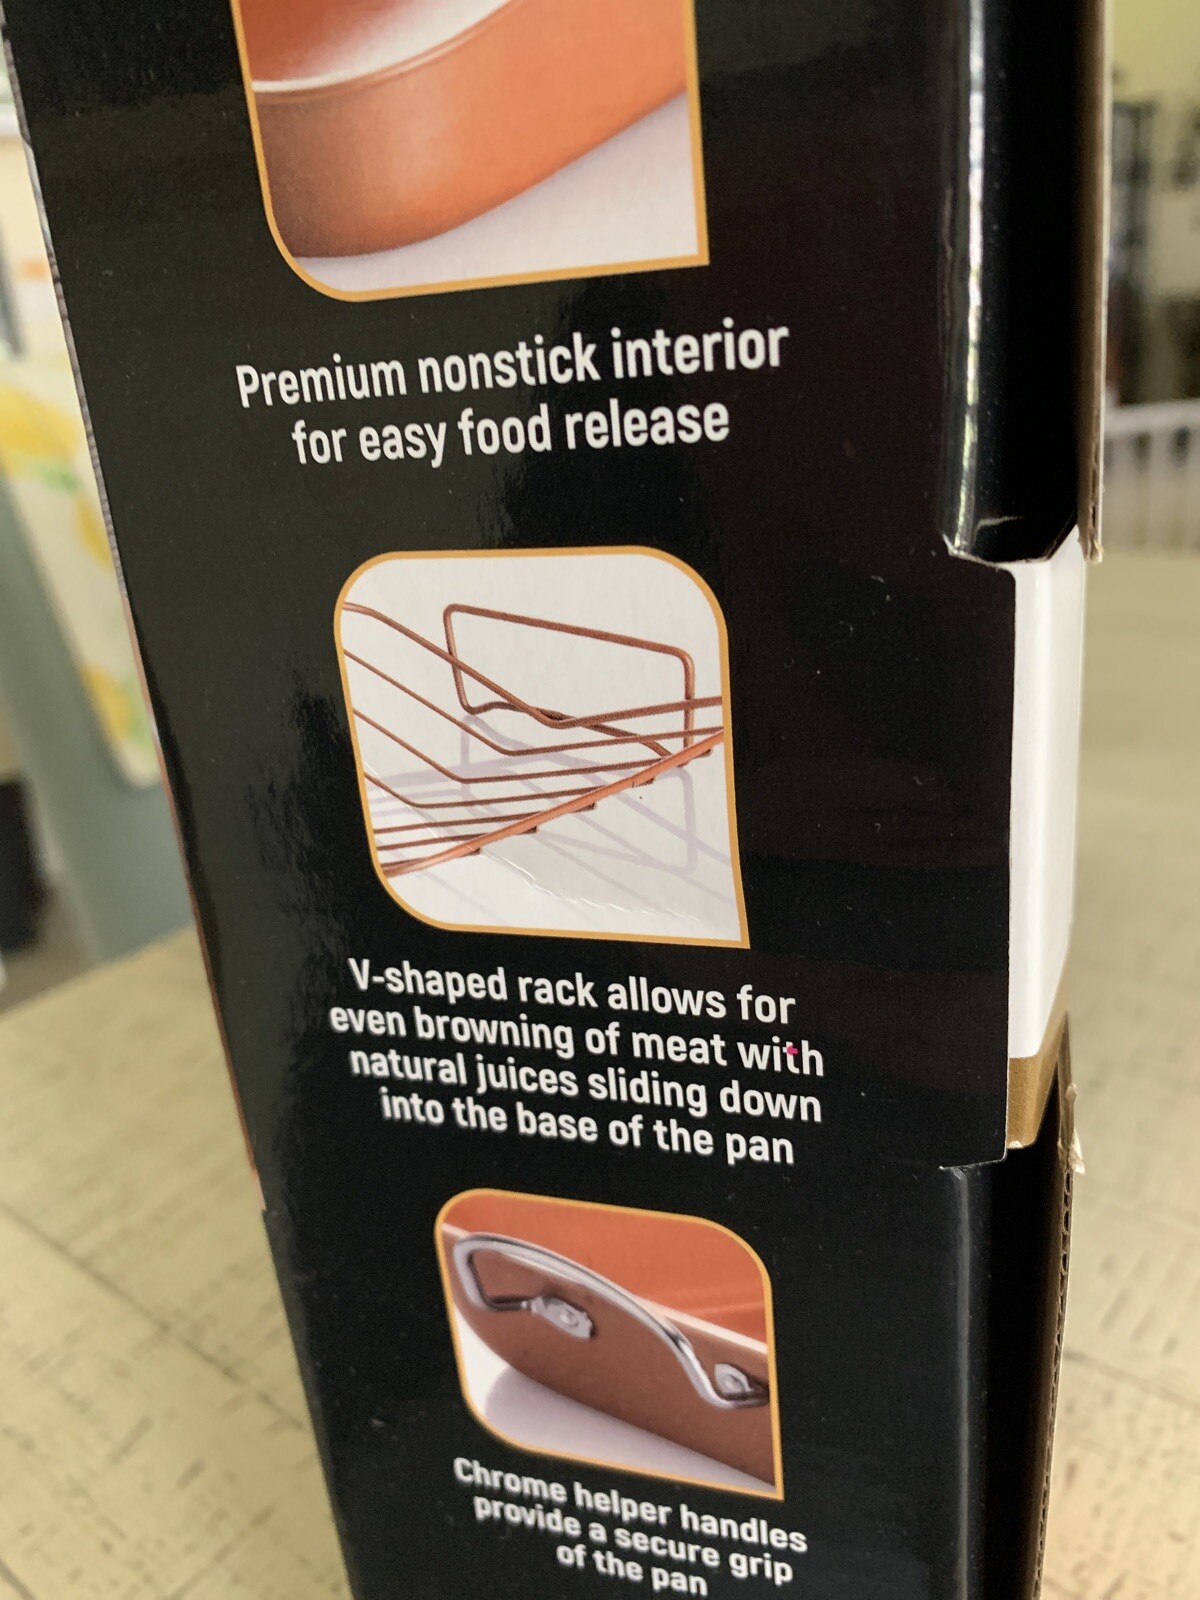 Premium nonstick interior
for easy food release
V-shaped rack allows for
even browning of meat with
natural juices sliding down
into the base of the pan
Chrome helper handles
provide a secure grip
of the pan